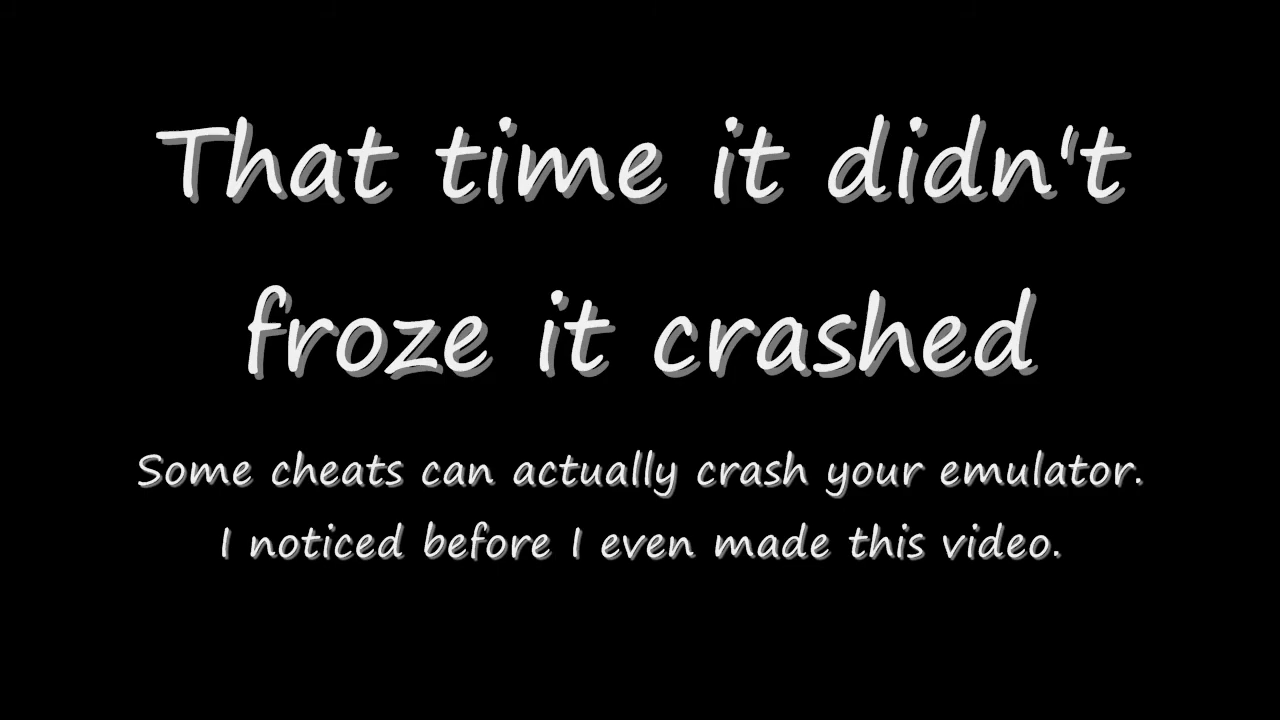 That time it didn't
froze it crashed
Some cheats can actually crash your emulator.
I noticed before I even made this video.